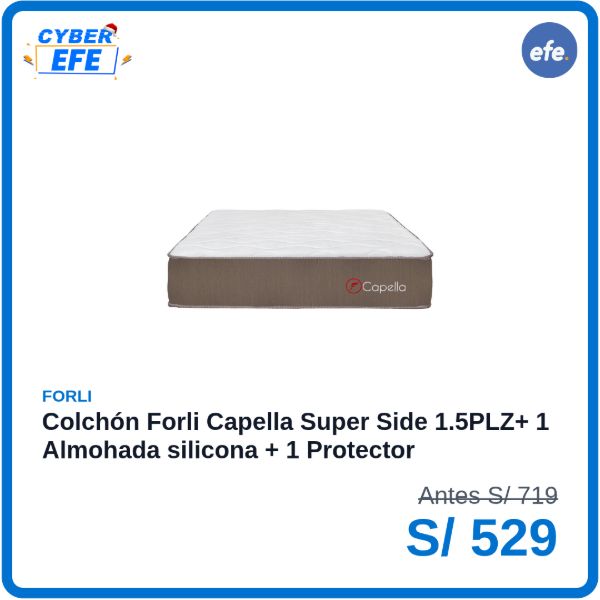 CYBER
EFE
efe.
Capella
FORLI
Colchón Forli Capella Super Side 1.5PLZ+ 1
Almohada silicona + 1 Protector
Antes S/ 719
S/ 529